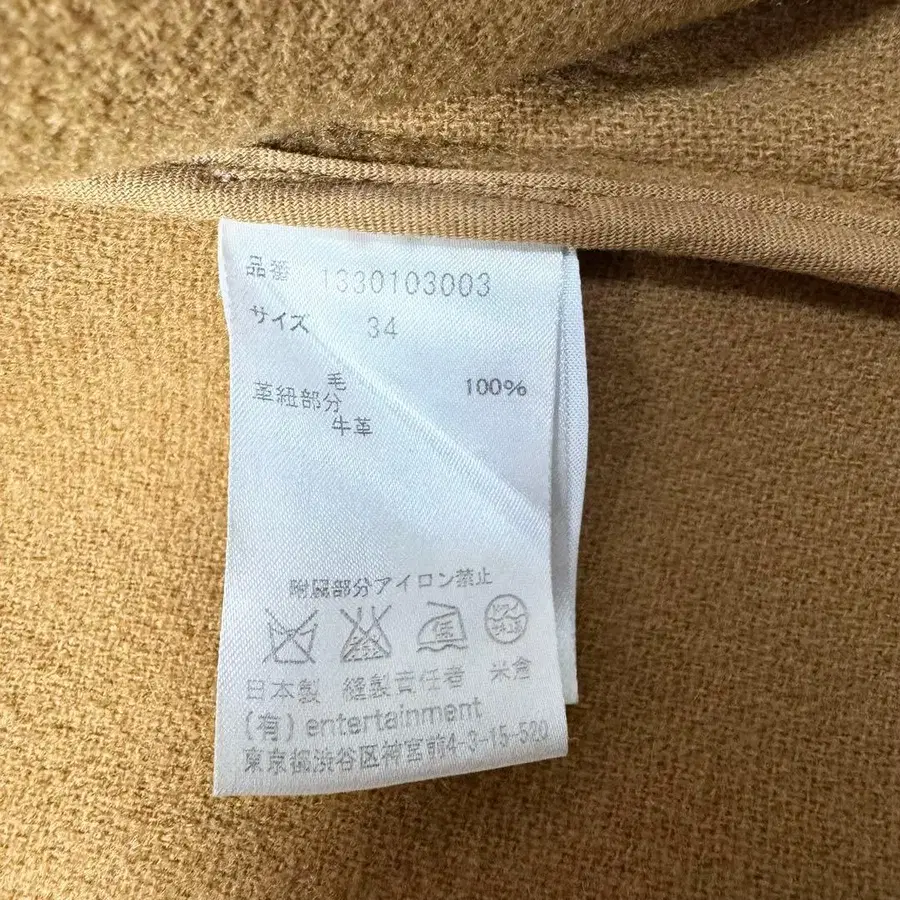 品番 1330103003
サイズ 34
毛 100%
革紐部分
牛革
附属部分アイロン禁止
日本製 縫製責任者 米倉
(有) entertainment
東京都渋谷区神宮前4-3-15-520